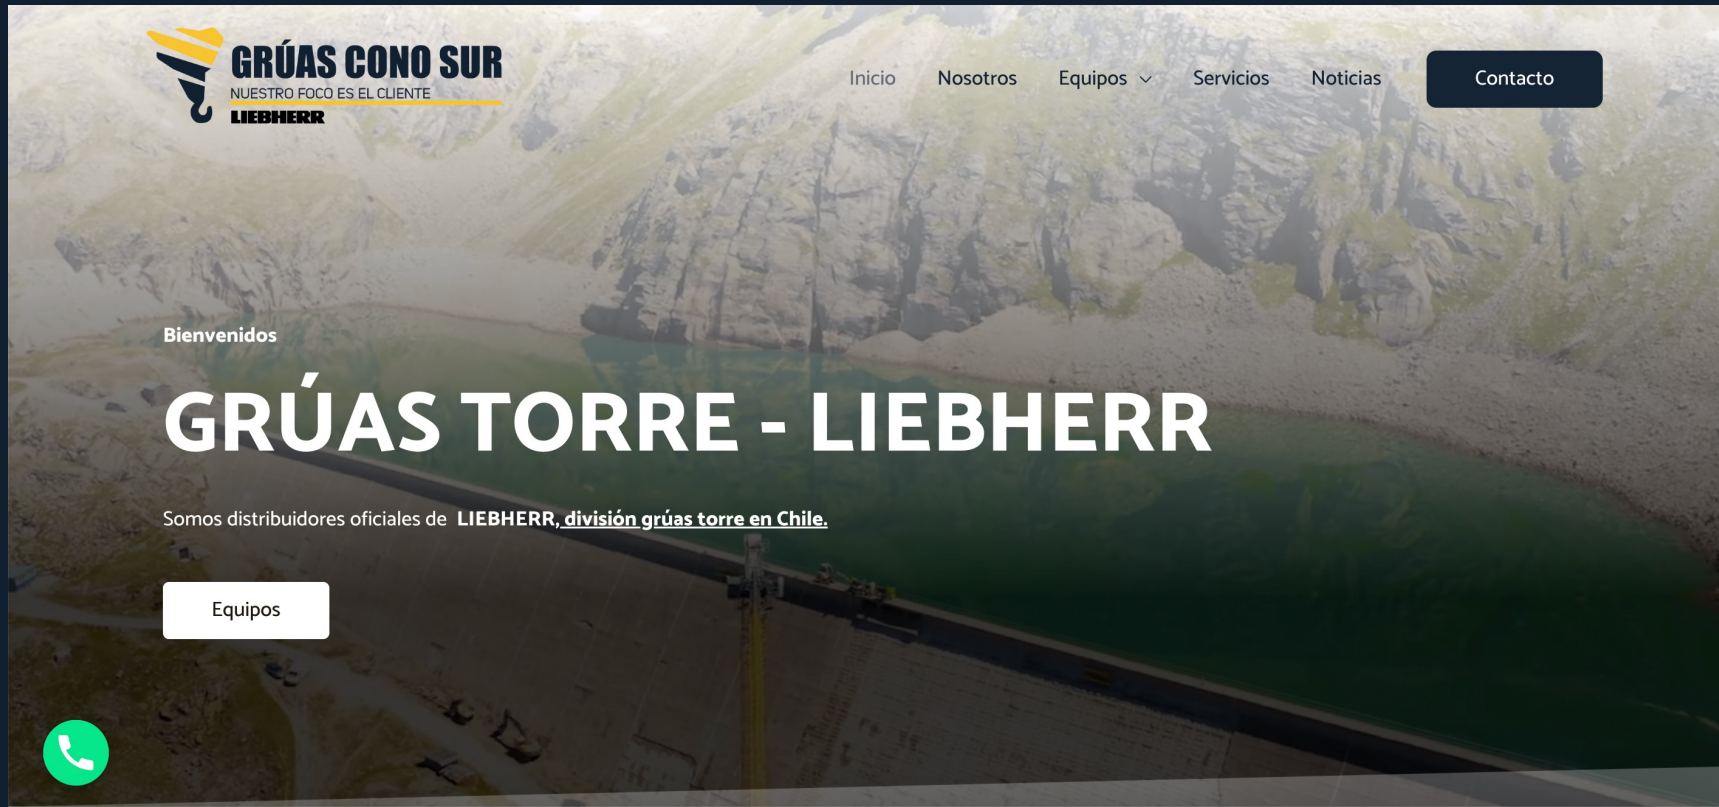 GRÚAS CONO SUR
NUESTRO FOCO ES EL CLIENTE
LIEBHERR
Inicio Nosotros Equipos Servicios Noticias Contacto
Bienvenidos
GRÚAS TORRE - LIEBHERR
Somos distribuidores oficiales de LIEBHERR, división grúas torre en Chile.
Equipos